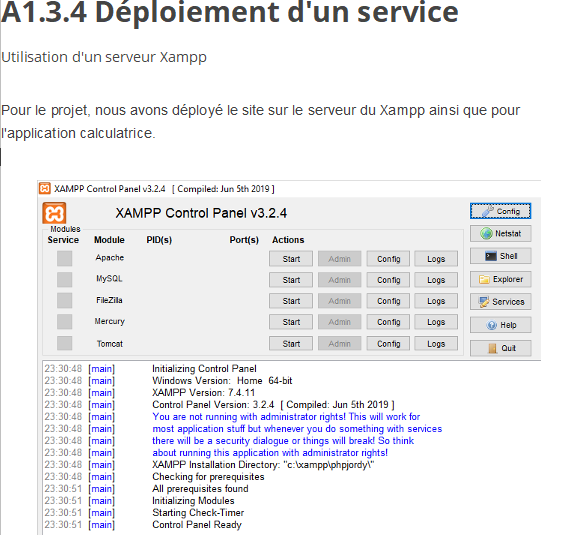 A1.3.4 Déploiement d'un service
Utilisation d'un serveur Xampp
Pour le projet, nous avons déployé le site sur le serveur du Xampp ainsi que pour
l'application calculatrice.
XAMPP Control Panel v3.2.4 [ Compiled: Jun 5th 2019 ]
XAMPP Control Panel v3.2.4
Config
Modules
Service Module PID(s) Port(s) Actions
Netstat
Apache Start Admin Config Logs
Shell
MySQL Start Admin Config Logs
Explorer
FileZilla Start Admin Config Logs
Services
Mercury Start Admin Config Logs
Help
Tomcat Start Admin Config Logs
Quit
23:30:48 [main] Initializing Control Panel
23:30:48 [main] Windows Version: Home 64-bit
23:30:48 [main] XAMPP Version: 7.4.11
23:30:48 [main] Control Panel Version: 3.2.4 [ Compiled: Jun 5th 2019 ]
23:30:48 [main] You are not running with administrator rights! This will work for
23:30:48 [main] most application stuff but whenever you do something with services
23:30:48 [main] there will be a security dialogue or things will break! So think
23:30:48 [main] about running this application with administrator rights!
23:30:48 [main] XAMPP Installation Directory: "c:\xampp\phpjordy\"
23:30:48 [main] Checking for prerequisites
23:30:51 [main] All prerequisites found
23:30:51 [main] Initializing Modules
23:30:51 [main] Starting Check-Timer
23:30:51 [main] Control Panel Ready